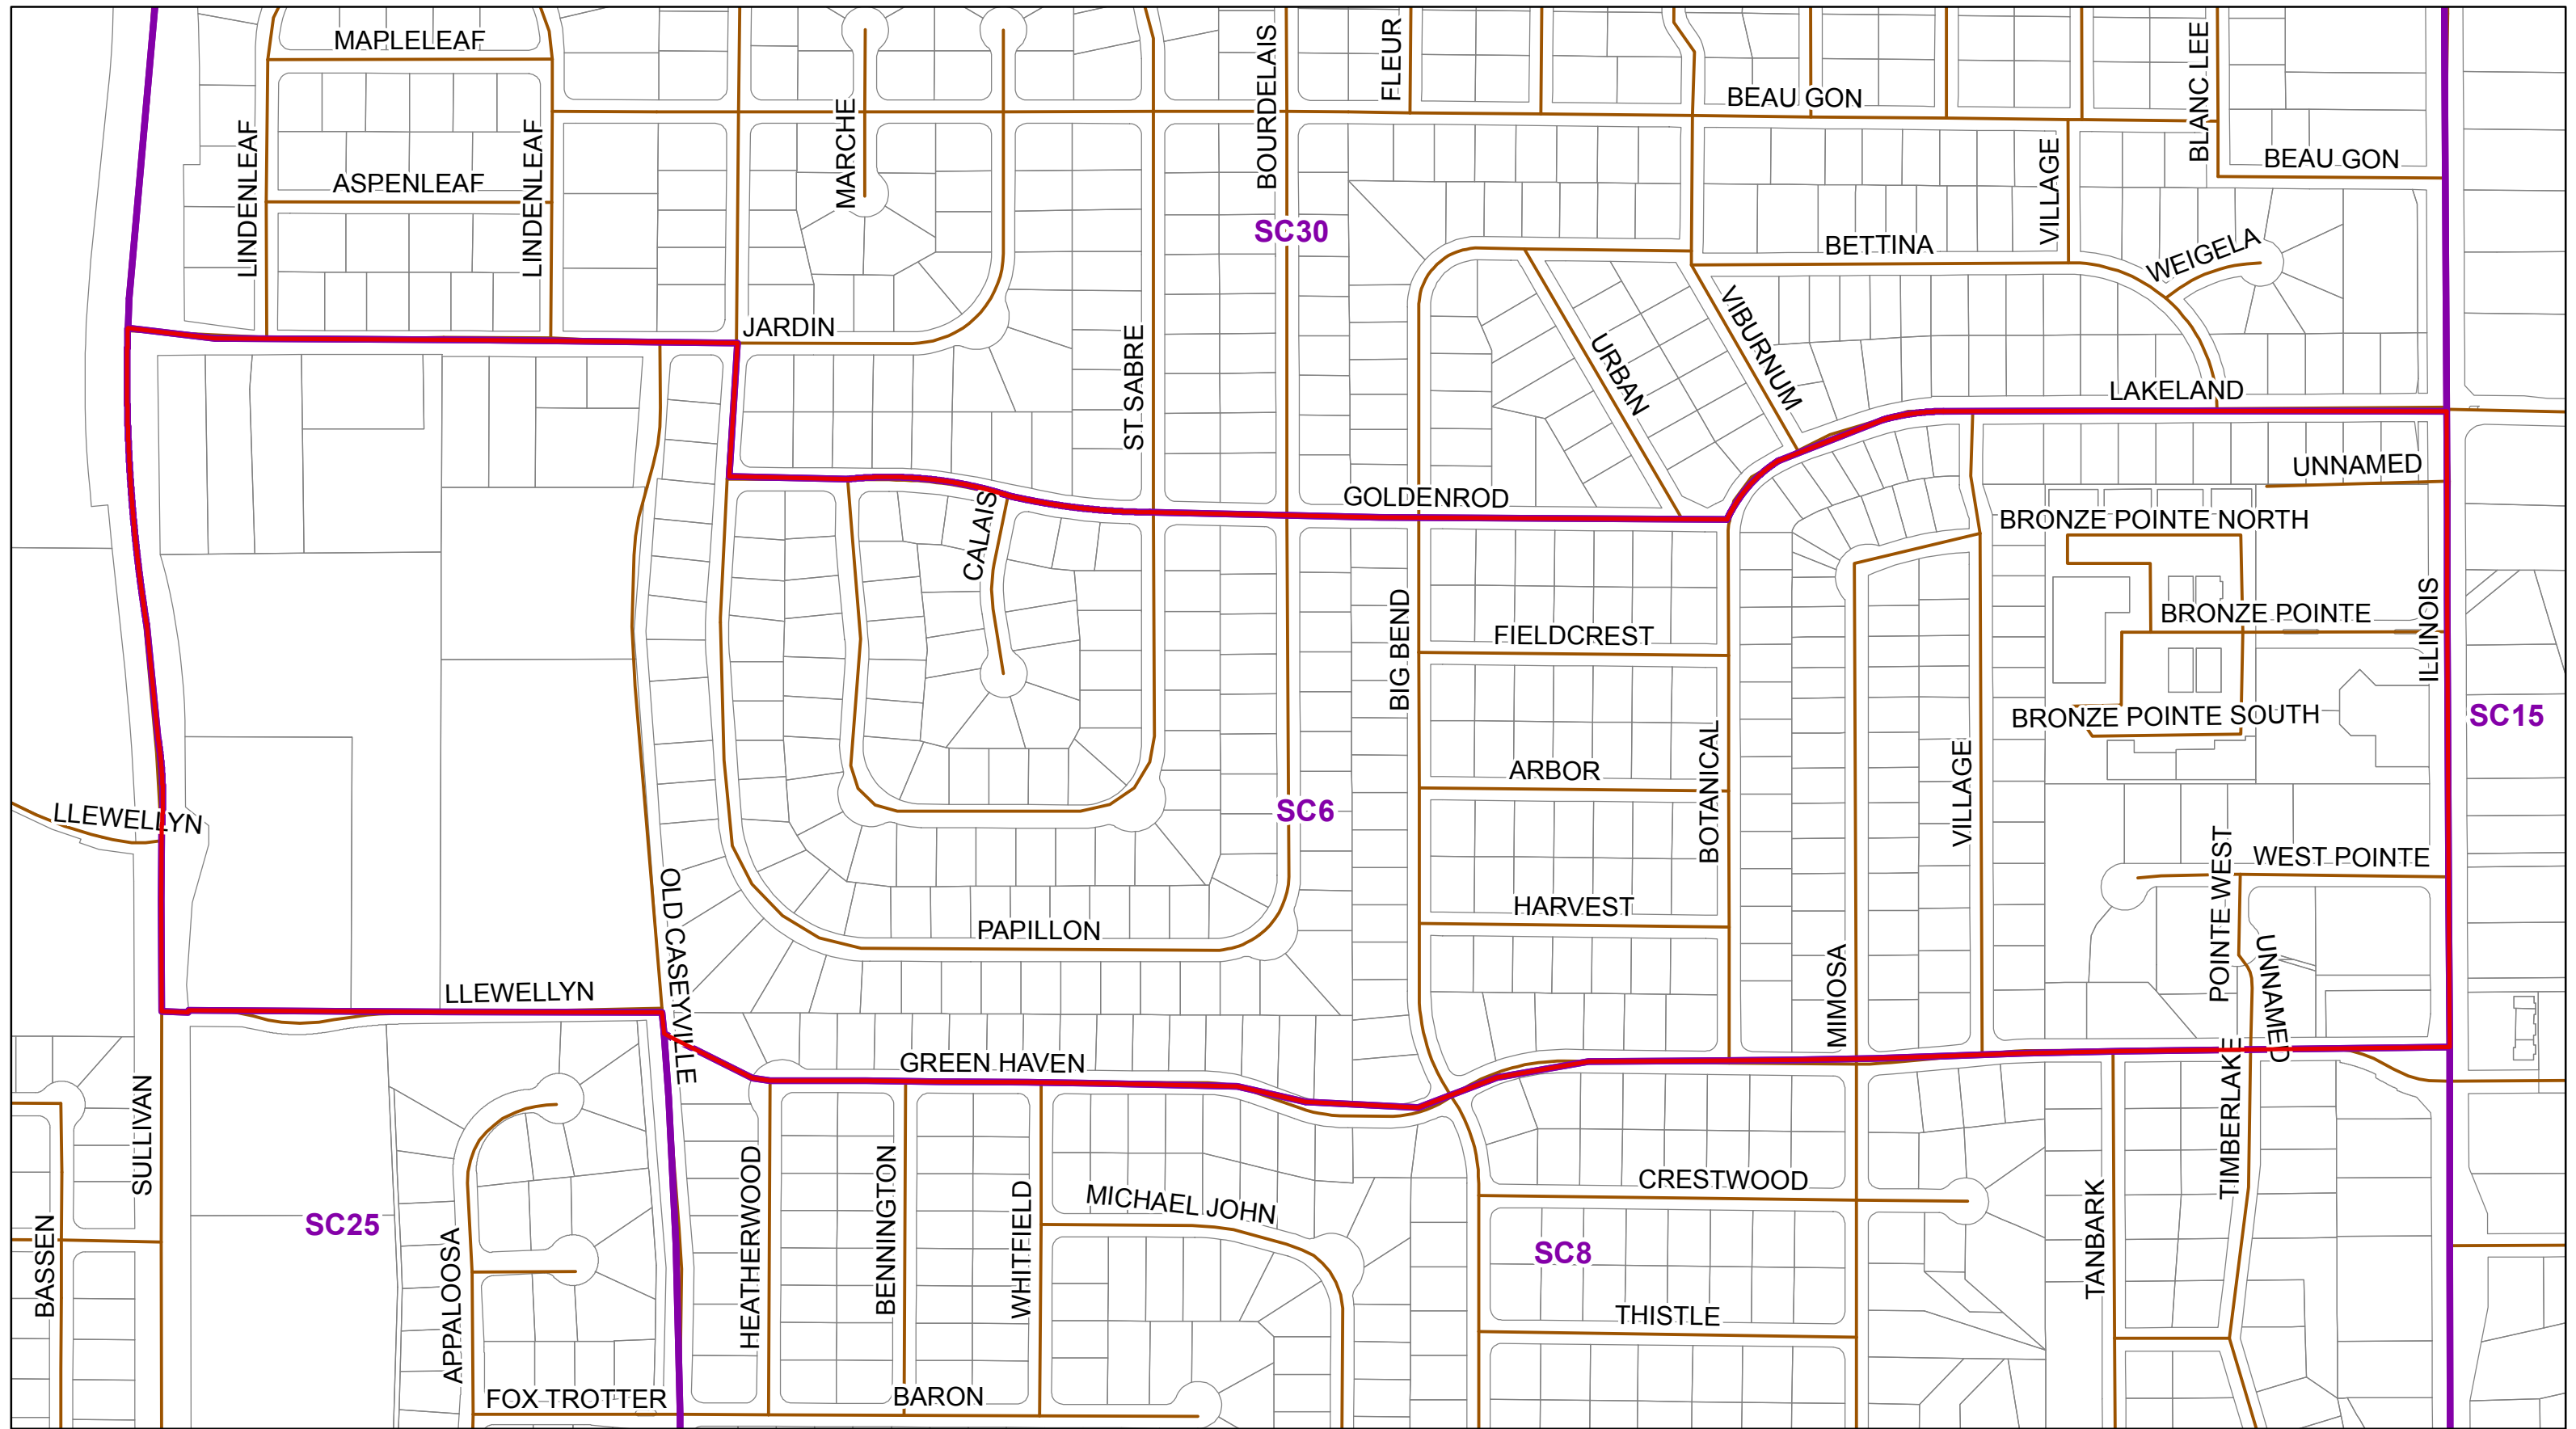 MAPLELEAF
BOURDELAIS
FLEUR
BLANC LEE
BEAU GON
MARCHE
LINDENLEAF
LINDENLEAF
ASPENLEAF
VILLAGE
BEAU GON
SC30
BETTINA
WEIGELA
JARDIN
ST SABRE
URBAN
VIBURNUM
LAKELAND
UNNAMED
GOLDENROD
CALAIS
BRONZE POINTE NORTH
BRONZE POINTE
ILLINOIS
BIG BEND
FIELDCREST
BRONZE POINTE SOUTH
SC15
ARBOR
BOTANICAL
VILLAGE
LLEWELLYN
SC6
WEST POINTE
POINTE WEST
OLD CASEYVILLE
HARVEST
PAPILLON
MIMOSA
UNNAMED
LLEWELLYN
GREEN HAVEN
SULLIVAN
TIMBERLAKE
CRESTWOOD
HEATHERWOOD
BENNINGTON
WHITFIELD
MICHAEL JOHN
TANBARK
SC25
SC8
BASSEN
APPALOOSA
THISTLE
FOX TROTTER
BARON